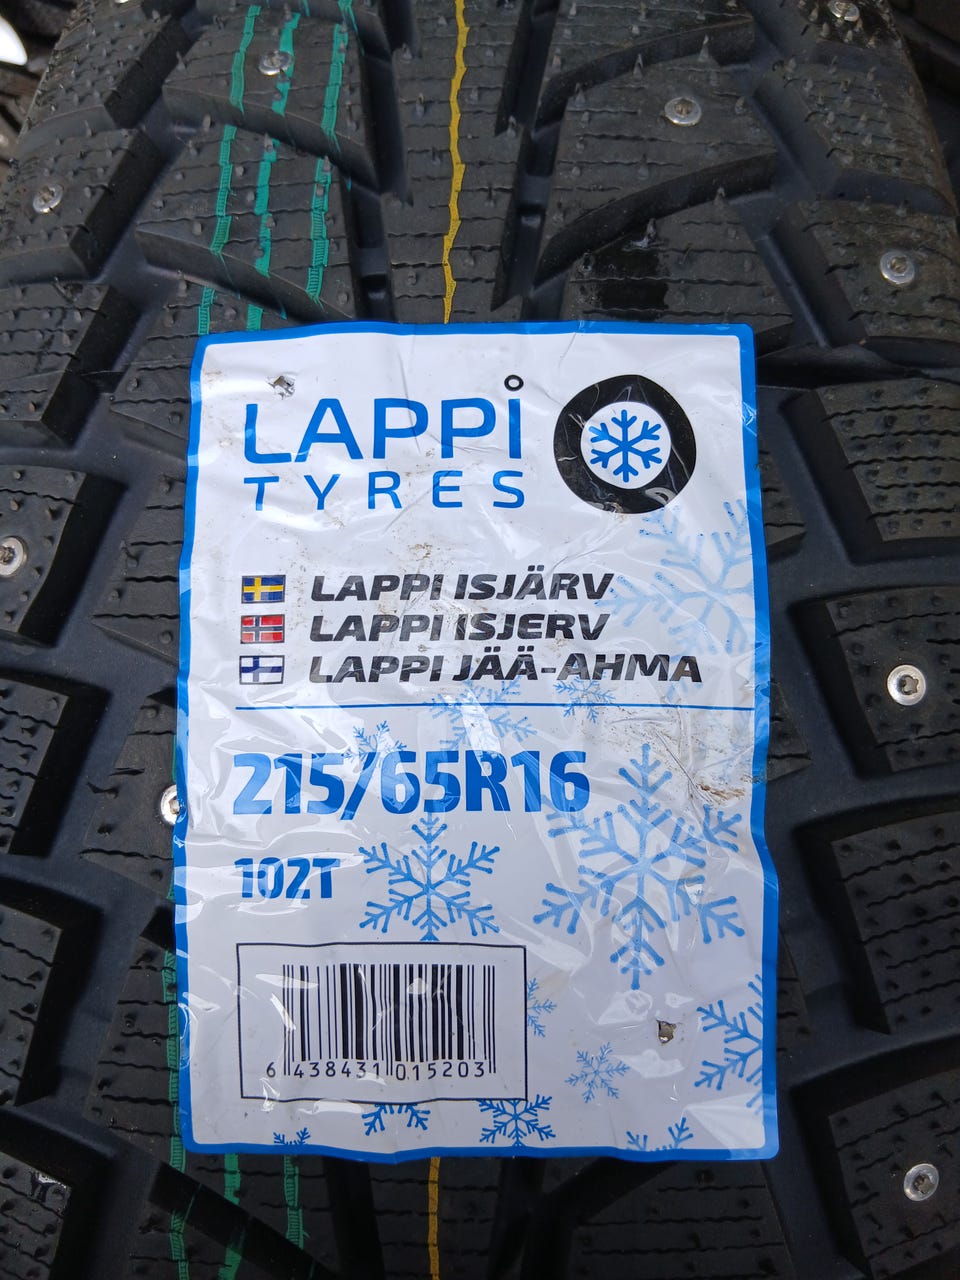 LAPPI
TYRES
LAPPI ISJÄRV
LAPPI ISJERV
LAPPI JÄÄ-AHMA
215/65R16
102T
6 438431 015203